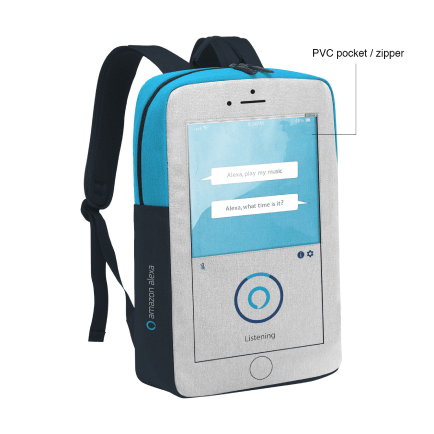 PVC pocket / zipper
Alexa, play my music
Alexa, what time is it?
amazon alexa
Listening